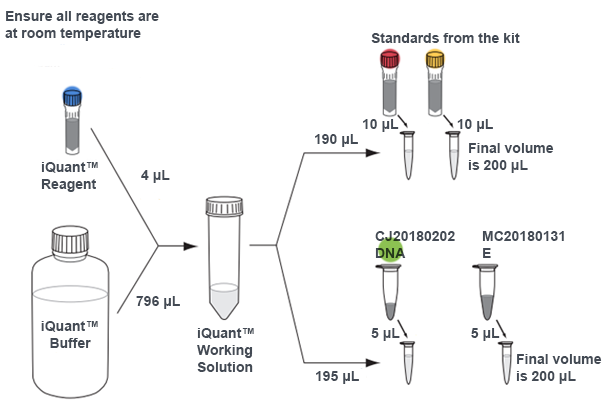 Ensure all reagents are
at room temperature
Standards from the kit
10 µL
10 µL
190 µL
Final volume
is 200 µL
iQuant™
Reagent
4 µL
CJ20180202
DNA
MC20180131
E
796 µL
iQuant™
Buffer
iQuant™
Working
Solution
5 µL
5 µL
195 µL
Final volume
is 200 µL